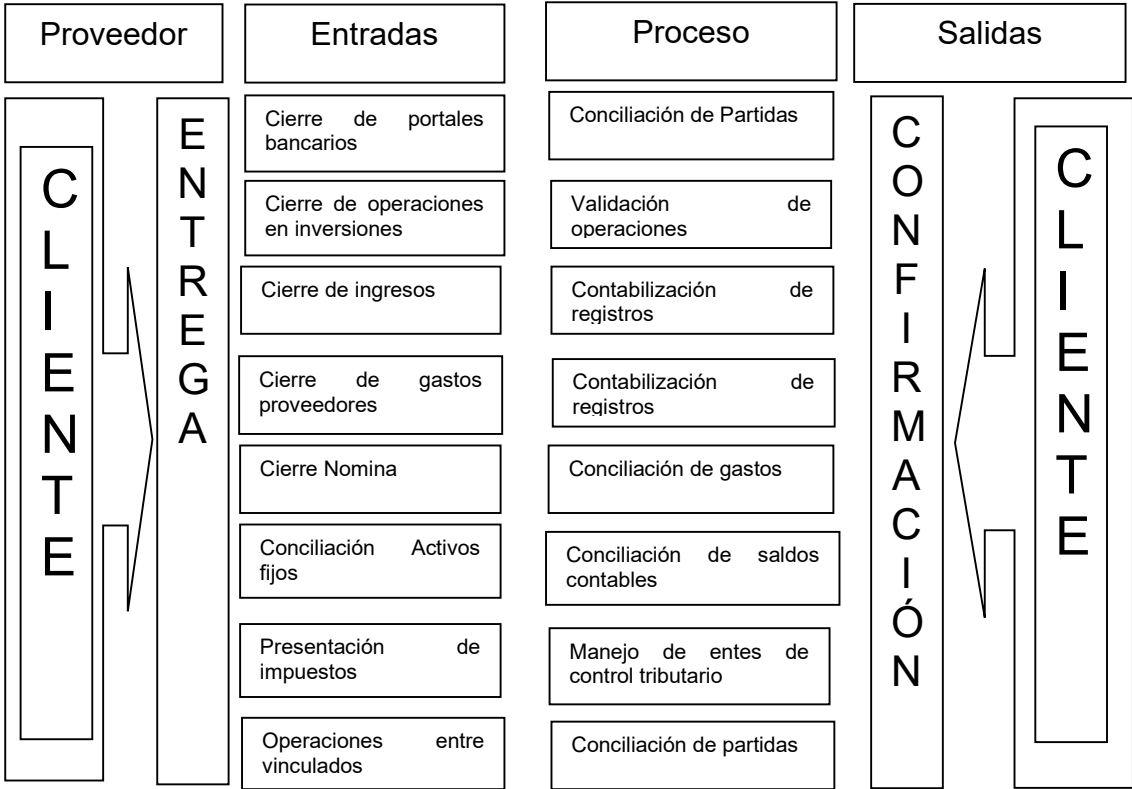 Proveedor
Entradas
Proceso
Salidas
CLIENTE
ENTREGA
Cierre de portales
bancarios
Conciliación de Partidas
Cierre de operaciones
en inversiones
Validación de
operaciones
Cierre de ingresos
Contabilización de
registros
Cierre de gastos
proveedores
Contabilización de
registros
Cierre Nomina
Conciliación de gastos
Conciliación Activos
fijos
Conciliación de saldos
contables
Presentación de
impuestos
Manejo de entes de
control tributario
Operaciones entre
vinculados
Conciliación de partidas
CONFIRMACIÓN
CLIENTE